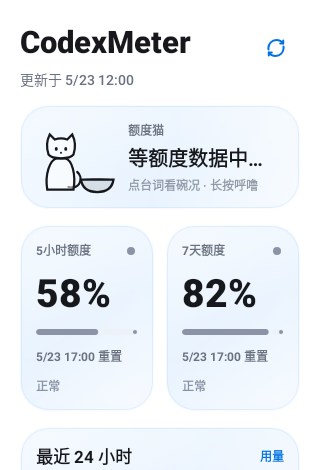 CodexMeter
更新于 5/23 12:00
额度猫
等额度数据中...
点台词看碗况 · 长按呼噜
5小时额度
58%
5/23 17:00 重置
正常
7天额度
82%
5/23 17:00 重置
正常
最近 24 小时
用量